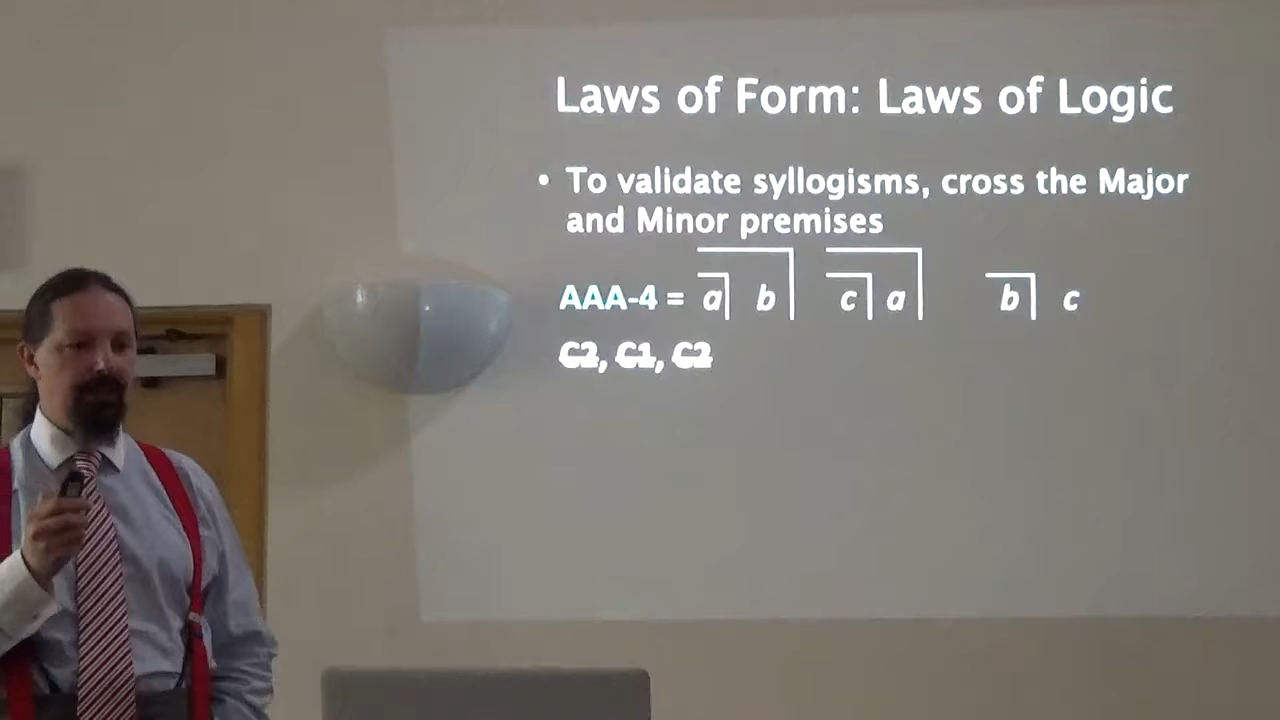 Laws of Form: Laws of Logic
• To validate syllogisms, cross the Major
and Minor premises
AAA-4 = a b c a b c
C2, C1, C2